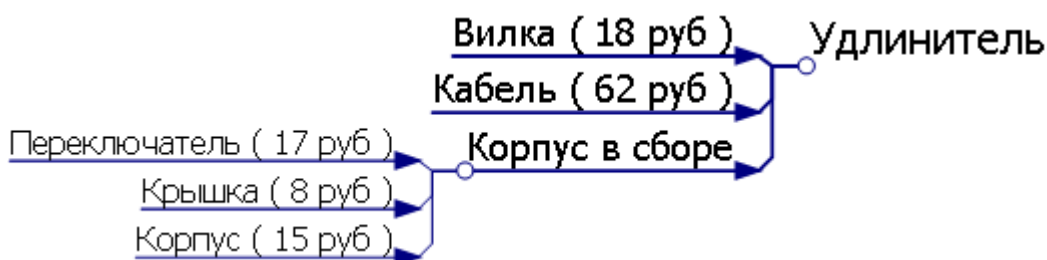 Вилка ( 18 руб )
Удлинитель
Кабель ( 62 руб )
Переключатель ( 17 руб )
Корпус в сборе
Крышка ( 8 руб )
Корпус ( 15 руб )